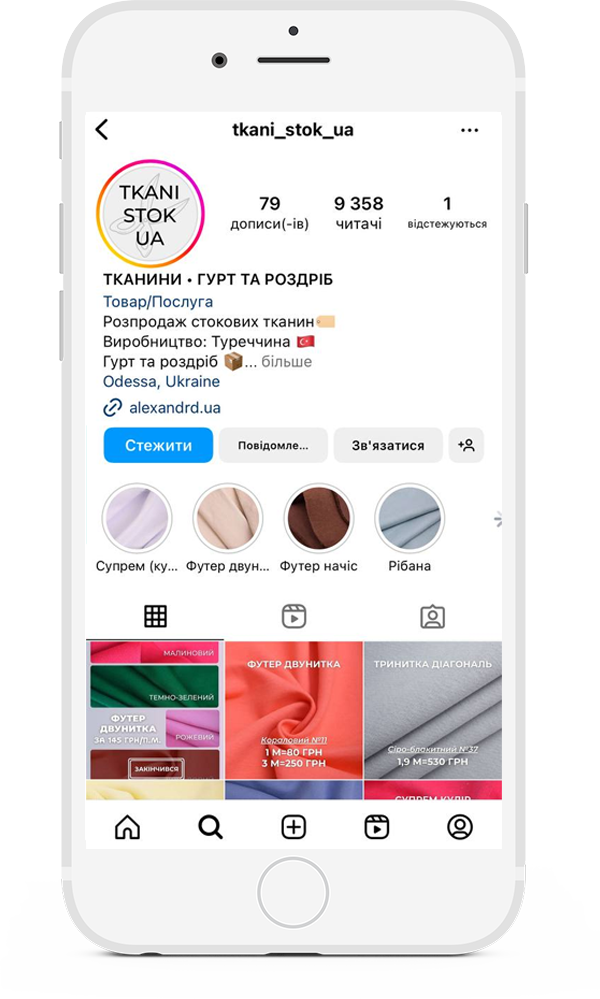 tkani_stok_ua
TKANI
STOK
UA
79
дописи(-ів)
9 358
читачі
1
відстежуються
ТКАНИНИ • ГУРТ ТА РОЗДРІБ
Товар/Послуга
Розпродаж стокових тканин
Виробництво: Туреччина
Гурт та роздріб ... більше
Odessa, Ukraine
alexandrd.ua
Стежити
Повідомле...
Зв'язатися
Супрем (ку...
Футер двун...
Футер начіс
Рібана
МАЛИНОВИЙ
ТЕМНО-ЗЕЛЕНИЙ
ФУТЕР
ДВУНИТКА
ЗА 145 ГРН/П.М.
РОЖЕВИЙ
ЗАКІНЧИВСЯ
ФУТЕР ДВУНИТКА
Кораловий №11
1 М=80 ГРН
3 М=250 ГРН
ТРИНИТКА ДІАГОНАЛЬ
Сіро-блакитний №37
1,9 М=530 ГРН
СУПРЕМ КУЛІР